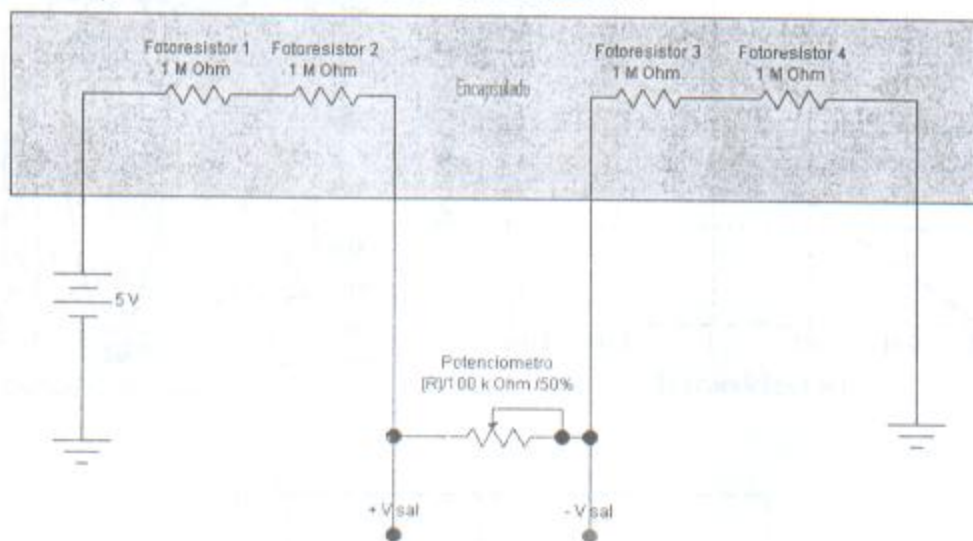 Fotoresistor 1
1 M Ohm
Fotoresistor 2
1 M Ohm
Encapsulado
Fotoresistor 3
1 M Ohm
Fotoresistor 4
1 M Ohm
5 V
Potenciometro
[R]/100 k Ohm /50%
+ V sal
- V sal